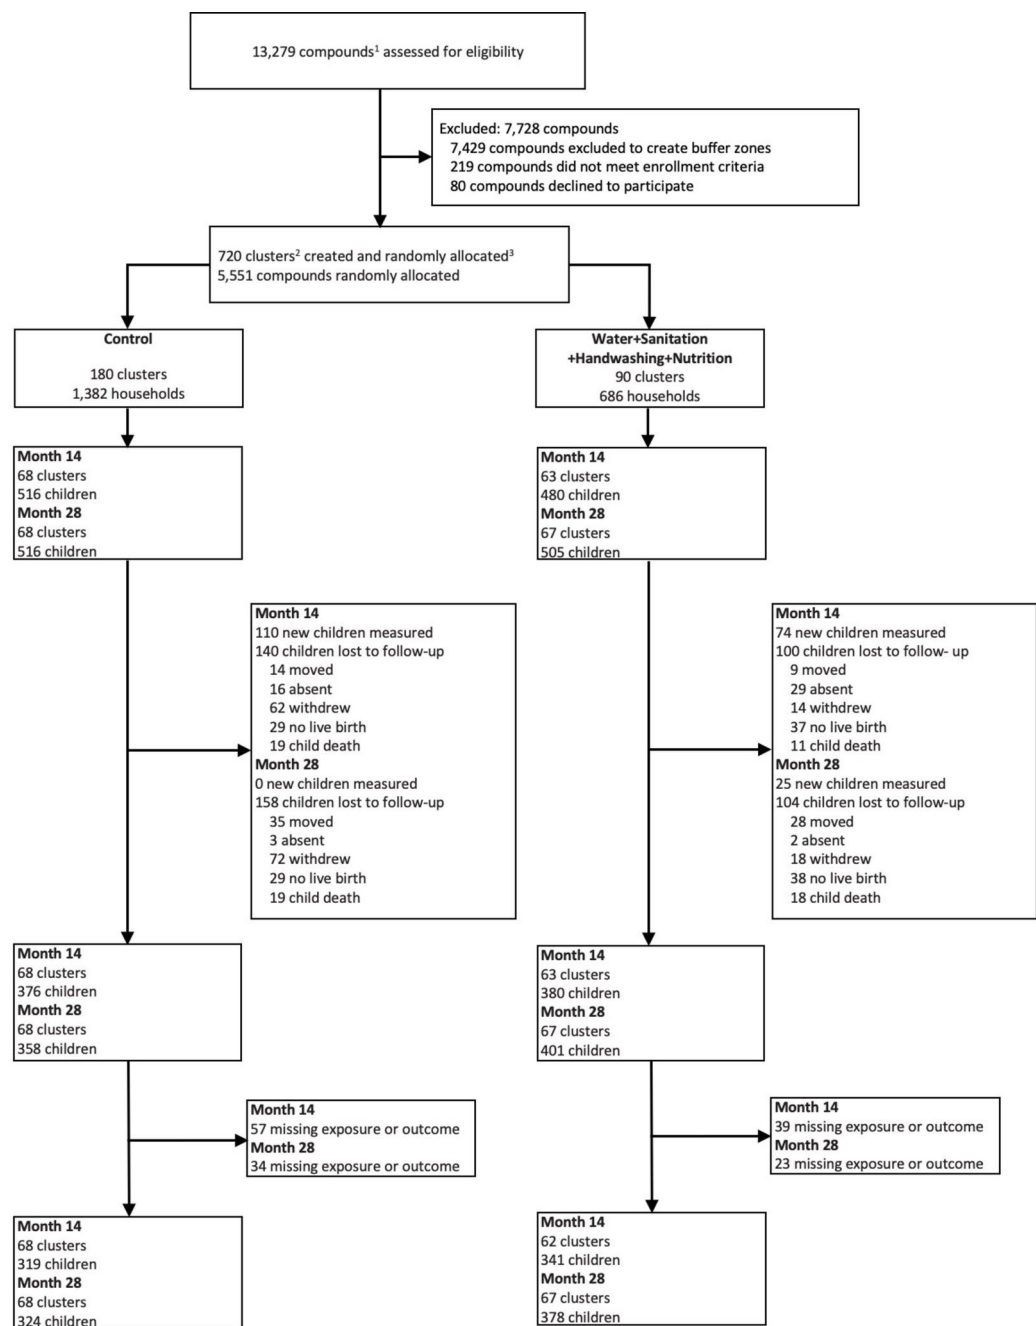 13,279 compounds¹ assessed for eligibility
Excluded: 7,728 compounds
7,429 compounds excluded to create buffer zones
219 compounds did not meet enrollment criteria
80 compounds declined to participate
720 clusters² created and randomly allocated³
5,551 compounds randomly allocated
Control
180 clusters
1,382 households
Water+Sanitation
+Handwashing+Nutrition
90 clusters
686 households
Month 14
68 clusters
516 children
Month 28
68 clusters
516 children
Month 14
63 clusters
480 children
Month 28
67 clusters
505 children
Month 14
110 new children measured
140 children lost to follow-up
14 moved
16 absent
62 withdrew
29 no live birth
19 child death
Month 28
0 new children measured
158 children lost to follow-up
35 moved
3 absent
72 withdrew
29 no live birth
19 child death
Month 14
74 new children measured
100 children lost to follow- up
9 moved
29 absent
14 withdrew
37 no live birth
11 child death
Month 28
25 new children measured
104 children lost to follow-up
28 moved
2 absent
18 withdrew
38 no live birth
18 child death
Month 14
68 clusters
376 children
Month 28
68 clusters
358 children
Month 14
63 clusters
380 children
Month 28
67 clusters
401 children
Month 14
57 missing exposure or outcome
Month 28
34 missing exposure or outcome
Month 14
39 missing exposure or outcome
Month 28
23 missing exposure or outcome
Month 14
68 clusters
319 children
Month 28
68 clusters
324 children
Month 14
62 clusters
341 children
Month 28
67 clusters
378 children